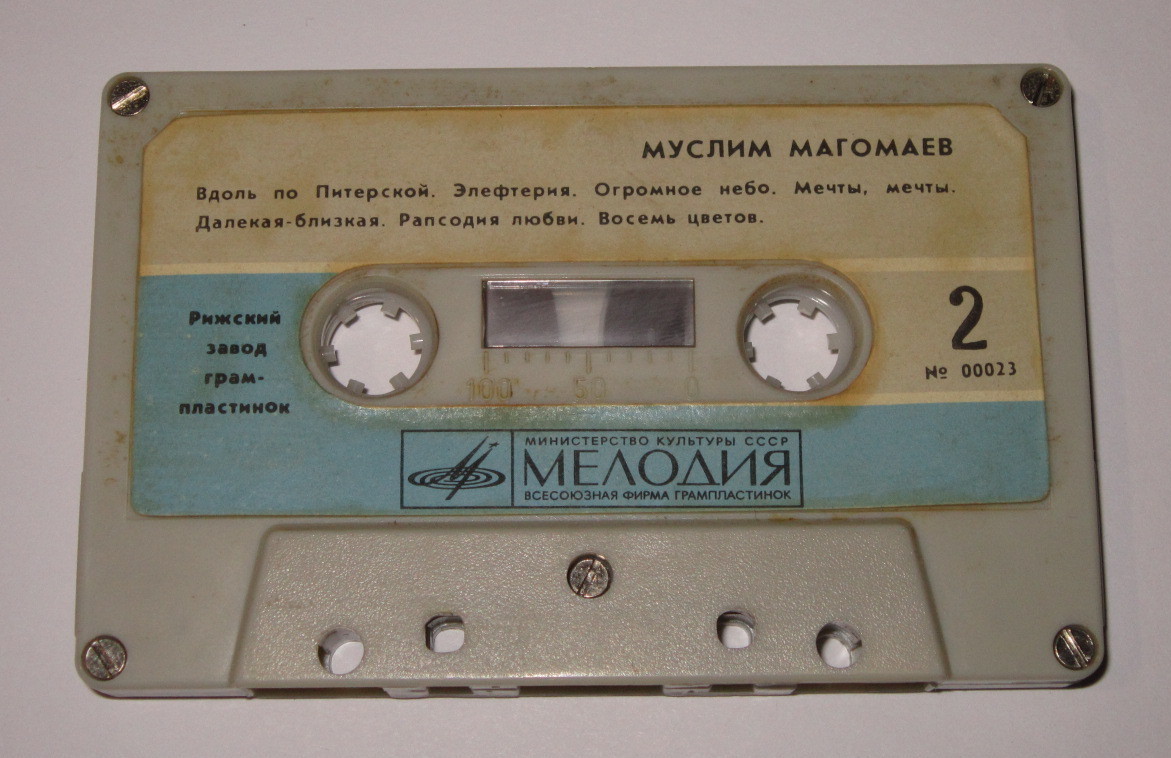 МУСЛИМ МАГОМАЕВ
Вдоль по Питерской. Элефтерия. Огромное небо. Мечты, мечты.
Далекая-близкая. Рапсодия любви. Восемь цветов.
Рижский
завод
грам-
пластинок
100 50 0
2
№ 00023
МИНИСТЕРСТВО КУЛЬТУРЫ СССР
МЕЛОДИЯ
ВСЕСОЮЗНАЯ ФИРМА ГРАМПЛАСТИНОК